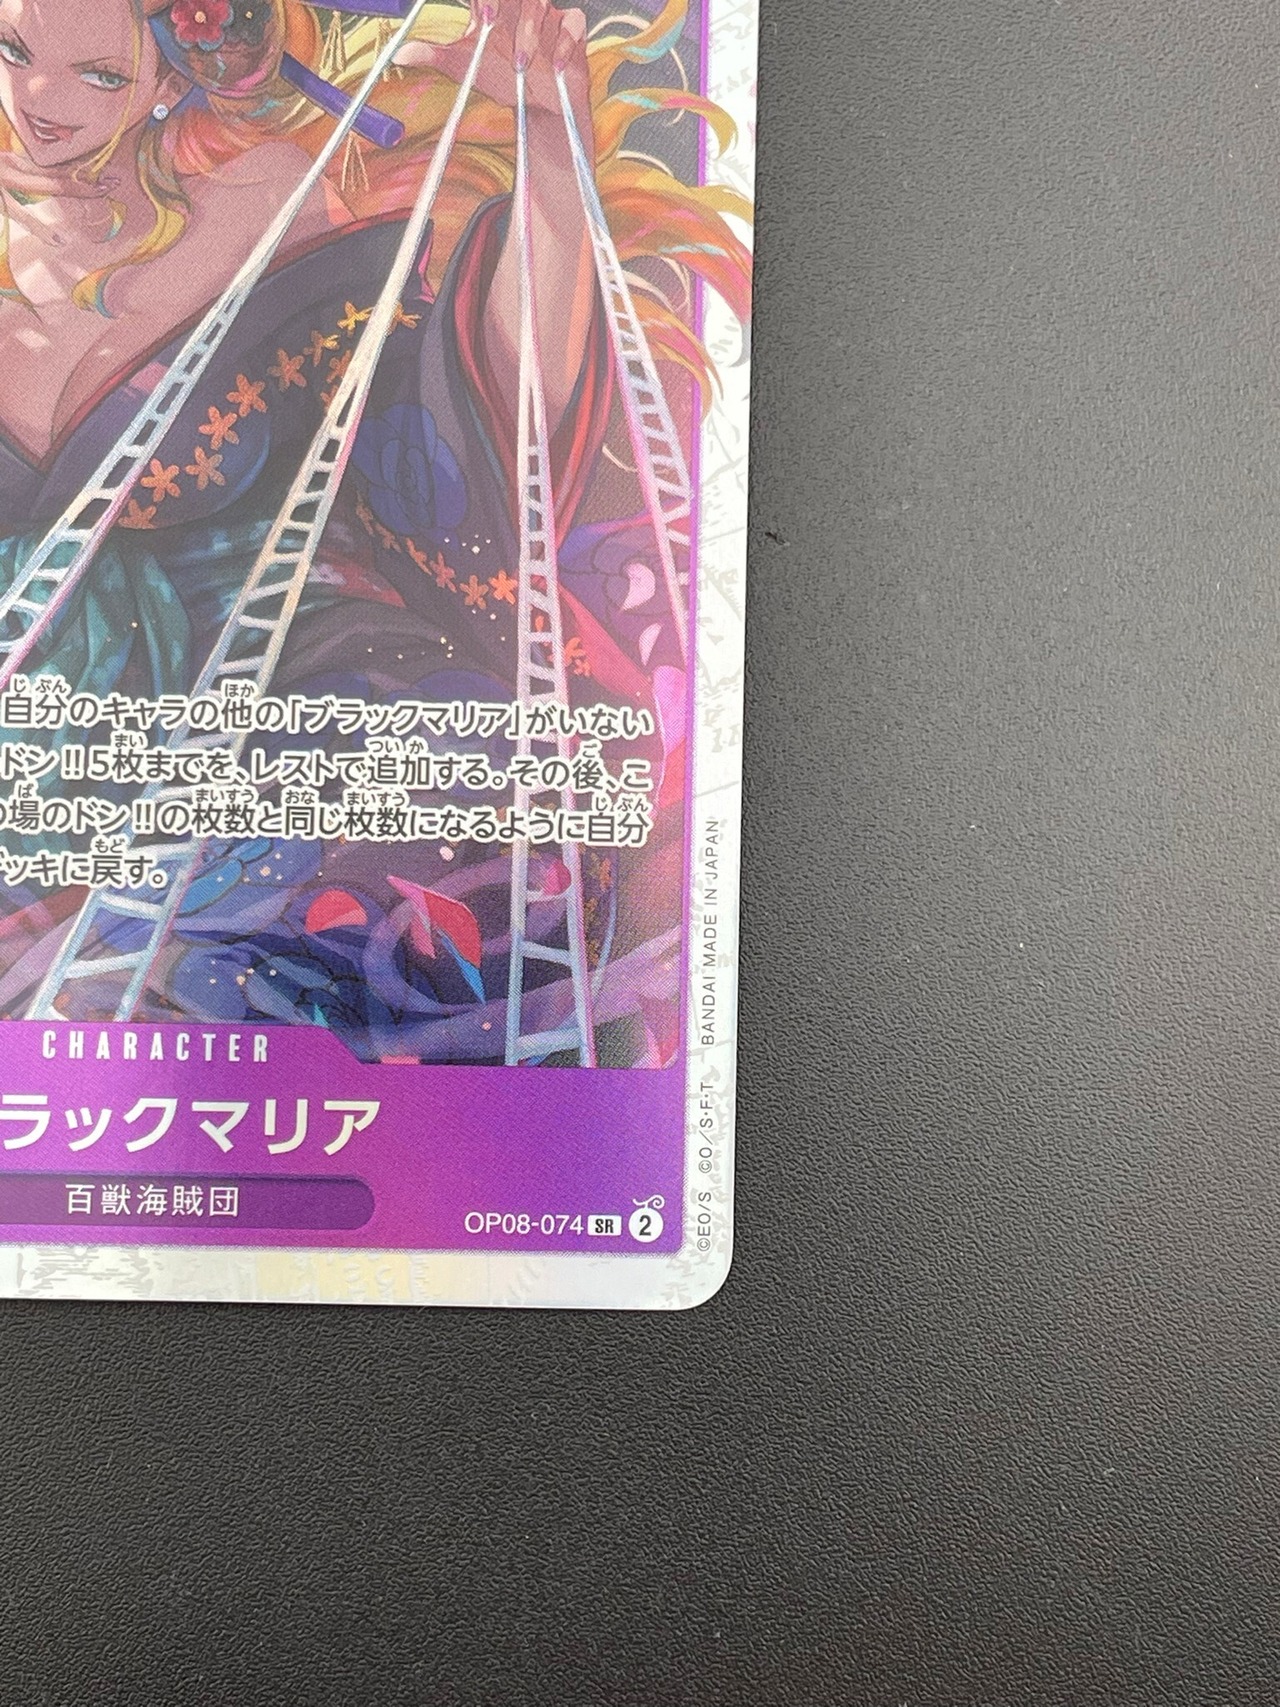 自分のキャラの他の「ブラックマリア」がいない
ドン!!5枚までを、レストで追加する。その後、こ
の場のドン!!の枚数と同じ枚数になるように自分
デッキに戻す。
CHARACTER
ラックマリア
百獣海賊団
OP08-074 SR 2
©EO/S ©O/S・F・T BANDAI MADE IN JAPAN